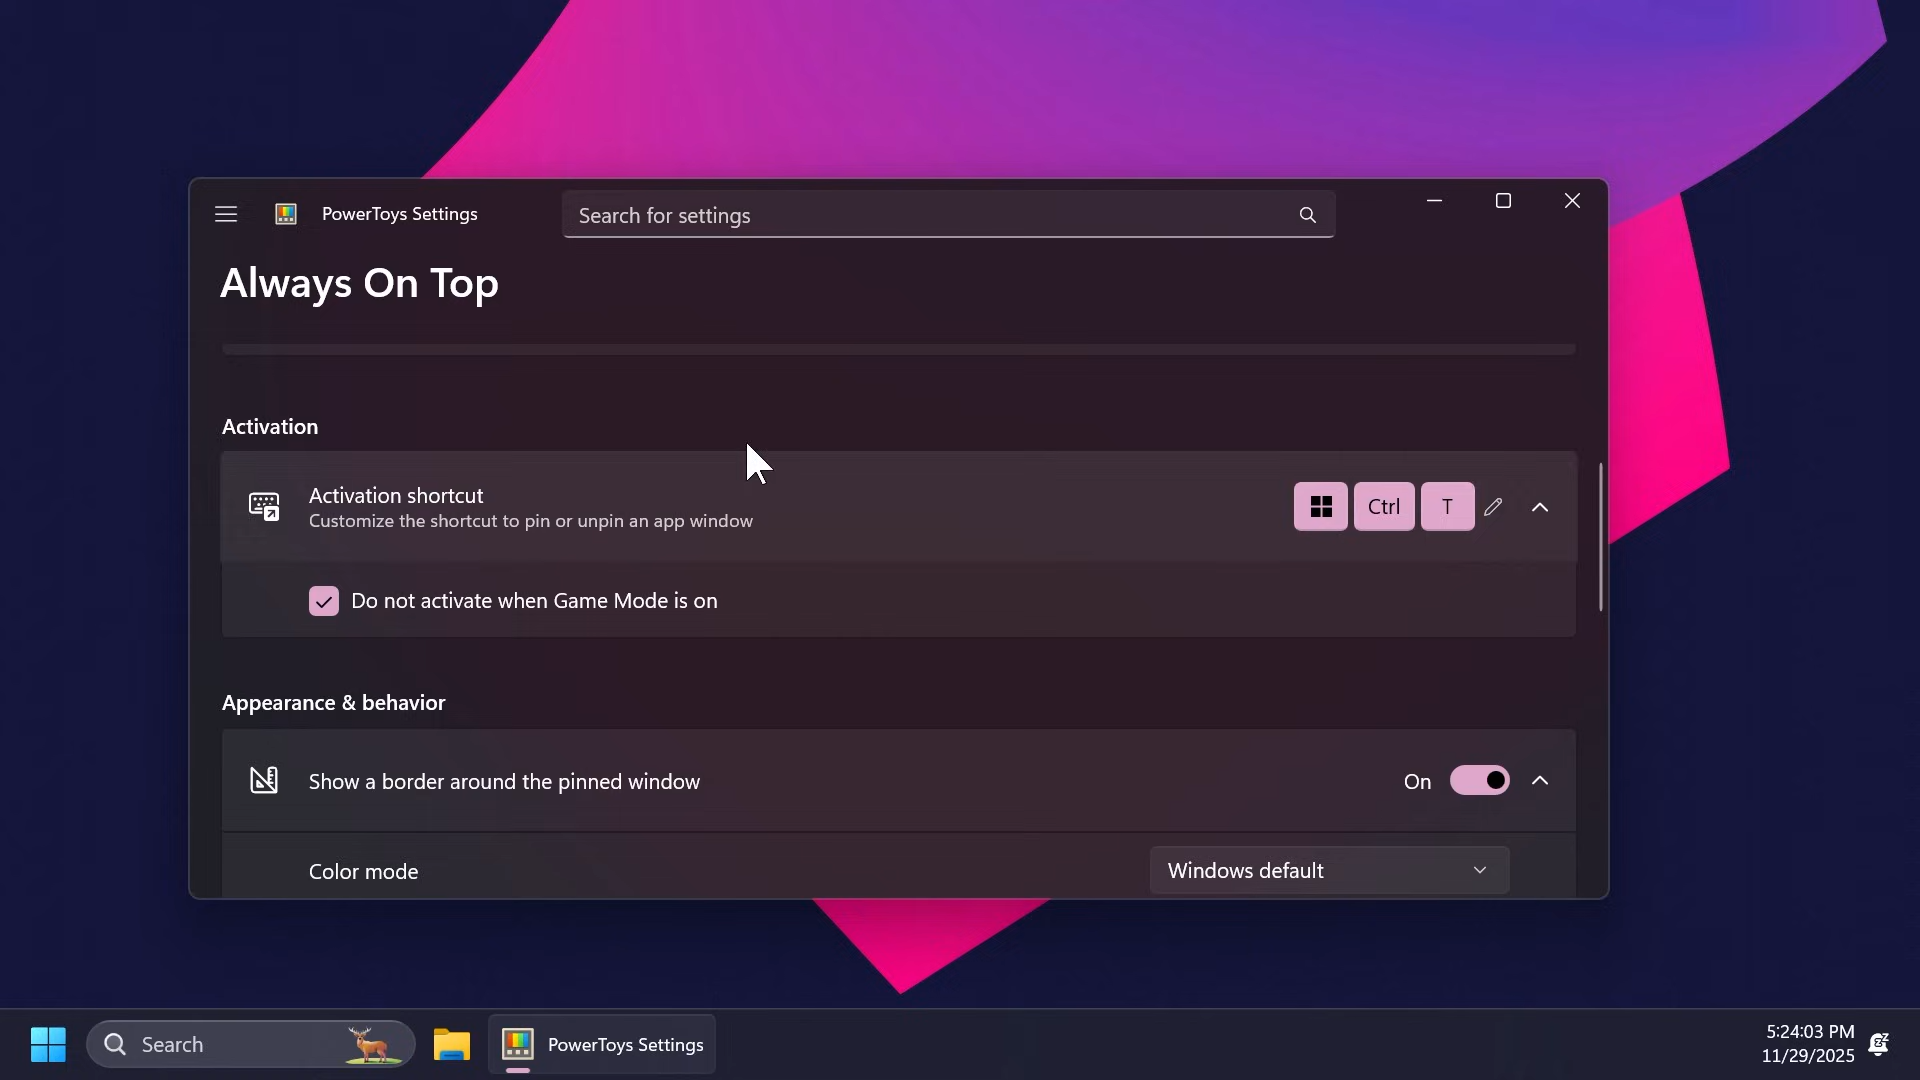 PowerToys Settings
Search for settings
Always On Top
Activation
Activation shortcut
Customize the shortcut to pin or unpin an app window
Ctrl
T
Do not activate when Game Mode is on
Appearance & behavior
Show a border around the pinned window
On
Color mode
Windows default
Search
PowerToys Settings
5:24:03 PM
11/29/2025